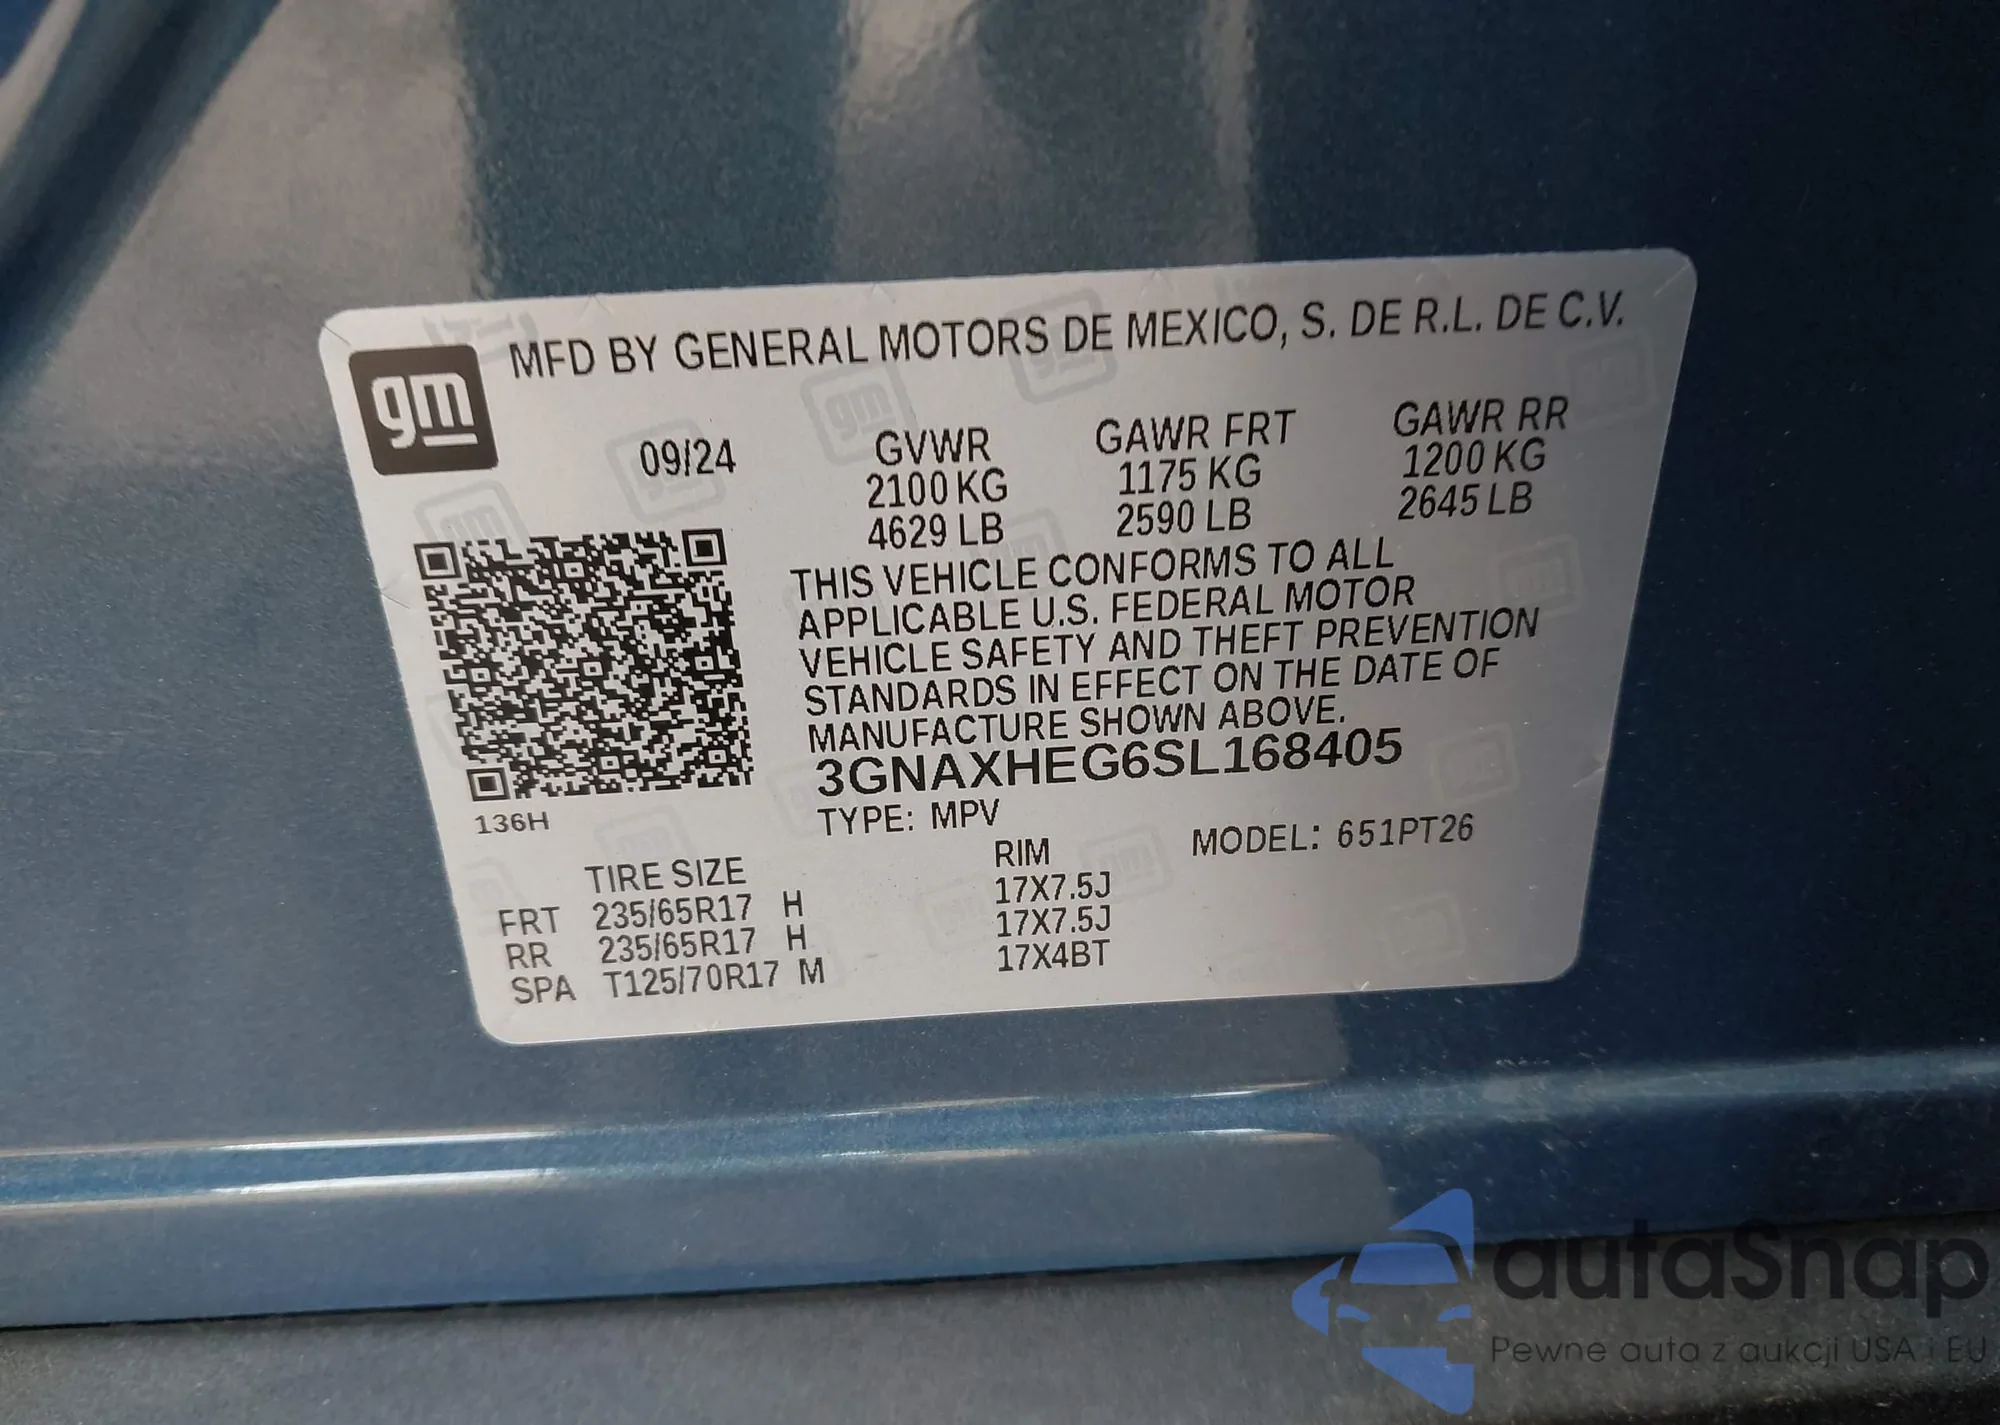 gm
MFD BY GENERAL MOTORS DE MEXICO, S. DE R.L. DE C.V.
09/24
GVWR
2100 KG
4629 LB
GAWR FRT
1175 KG
2590 LB
GAWR RR
1200 KG
2645 LB
THIS VEHICLE CONFORMS TO ALL
APPLICABLE U.S. FEDERAL MOTOR
VEHICLE SAFETY AND THEFT PREVENTION
STANDARDS IN EFFECT ON THE DATE OF
MANUFACTURE SHOWN ABOVE.
3GNAXHEG6SL168405
TYPE: MPV
MODEL: 651PT26
136H
TIRE SIZE RIM
FRT 235/65R17 H 17X7.5J
RR 235/65R17 H 17X7.5J
SPA T125/70R17 M 17X4BT
autaSnap
Pewne auta z aukcji USA i EU